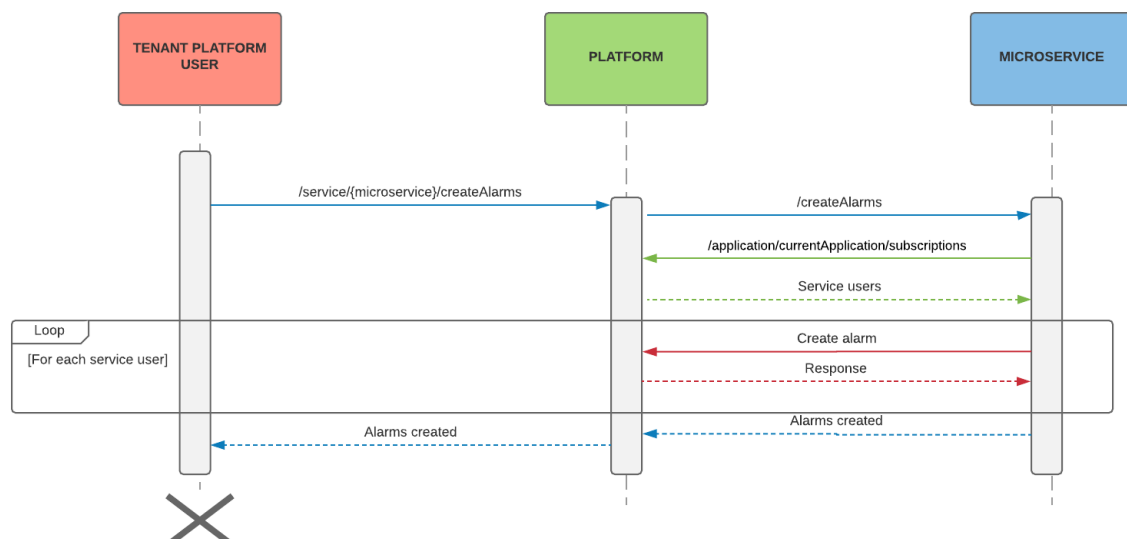 TENANT PLATFORM
USER
PLATFORM
MICROSERVICE
/service/{microservice}/createAlarms
/createAlarms
/application/currentApplication/subscriptions
Service users
Loop
[For each service user]
Create alarm
Response
Alarms created
Alarms created